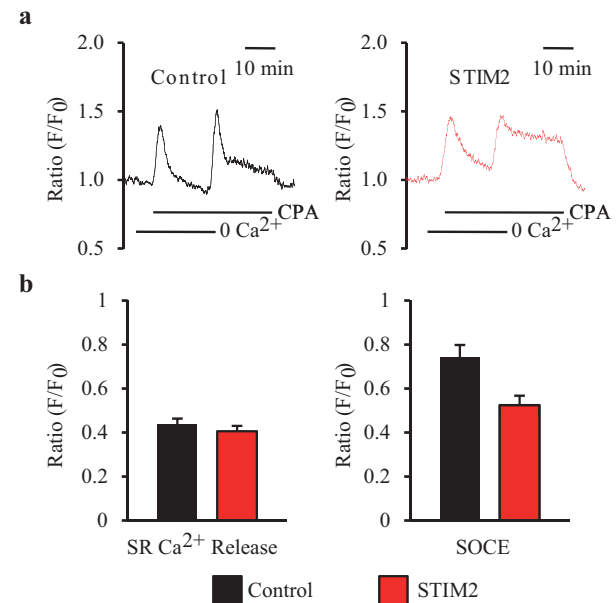 a
2.0
1.5
1.0
0.5
Ratio (F/F0)
Control
10 min
CPA
0 Ca2+
2.0
1.5
1.0
0.5
Ratio (F/F0)
STIM2
10 min
CPA
0 Ca2+
b
1
0.8
0.6
0.4
0.2
0
Ratio (F/F0)
SR Ca2+ Release
1
0.8
0.6
0.4
0.2
0
Ratio (F/F0)
SOCE
Control
STIM2